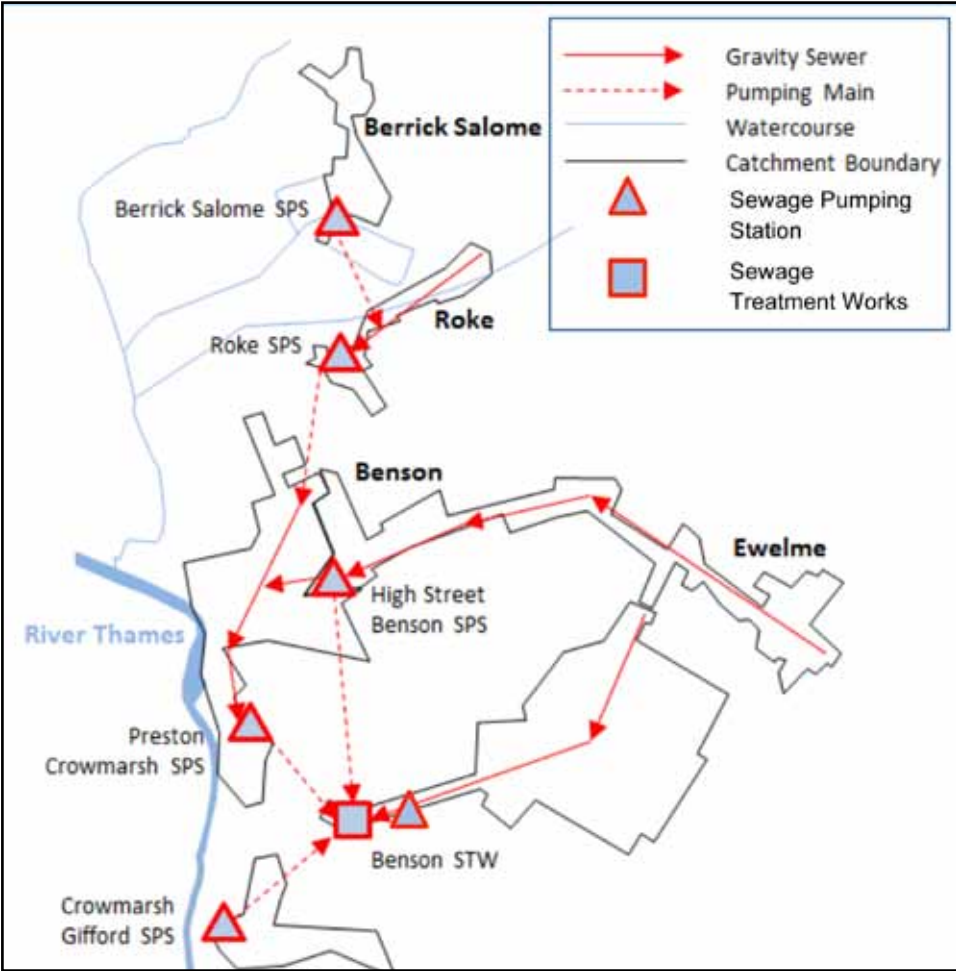 Gravity Sewer
Pumping Main
Watercourse
Catchment Boundary
Sewage Pumping
Station
Sewage
Treatment Works
Berrick Salome
Berrick Salome SPS
Roke
Roke SPS
Benson
Ewelme
High Street
Benson SPS
River Thames
Preston
Crowmarsh SPS
Benson STW
Crowmarsh
Gifford SPS